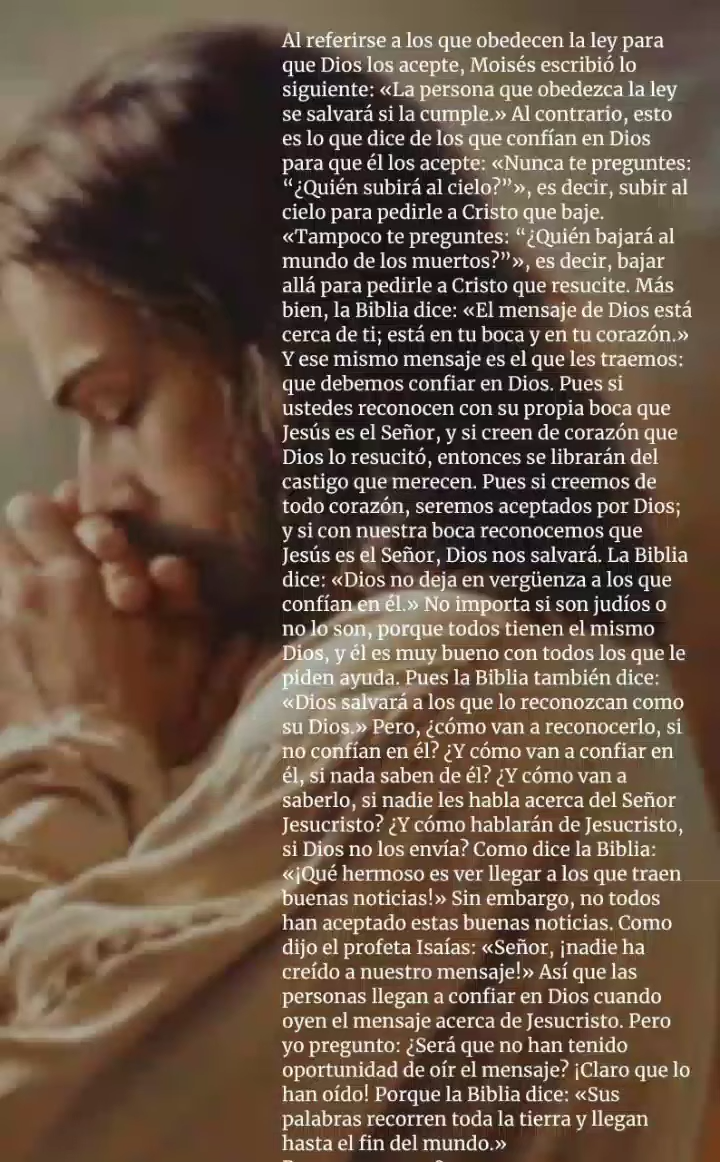 Al referirse a los que obedecen la ley para
que Dios los acepte, Moisés escribió lo
siguiente: «La persona que obedezca la ley
se salvará si la cumple.» Al contrario, esto
es lo que dice de los que confían en Dios
para que él los acepte: «Nunca te preguntes:
“¿Quién subirá al cielo?”», es decir, subir al
cielo para pedirle a Cristo que baje.
«Tampoco te preguntes: “¿Quién bajará al
mundo de los muertos?”», es decir, bajar
allá para pedirle a Cristo que resucite. Más
bien, la Biblia dice: «El mensaje de Dios está
cerca de ti; está en tu boca y en tu corazón.»
Y ese mismo mensaje es el que les traemos:
que debemos confiar en Dios. Pues si
ustedes reconocen con su propia boca que
Jesús es el Señor, y si creen de corazón que
Dios lo resucitó, entonces se librarán del
castigo que merecen. Pues si creemos de
todo corazón, seremos aceptados por Dios;
y si con nuestra boca reconocemos que
Jesús es el Señor, Dios nos salvará. La Biblia
dice: «Dios no deja en vergüenza a los que
confían en él.» No importa si son judíos o
no lo son, porque todos tienen el mismo
Dios, y él es muy bueno con todos los que le
piden ayuda. Pues la Biblia también dice:
«Dios salvará a los que lo reconozcan como
su Dios.» Pero, ¿cómo van a reconocerlo, si
no confían en él? ¿Y cómo van a confiar en
él, si nada saben de él? ¿Y cómo van a
saberlo, si nadie les habla acerca del Señor
Jesucristo? ¿Y cómo hablarán de Jesucristo,
si Dios no los envía? Como dice la Biblia:
«¡Qué hermoso es ver llegar a los que traen
buenas noticias!» Sin embargo, no todos
han aceptado estas buenas noticias. Como
dijo el profeta Isaías: «Señor, ¡nadie ha
creído a nuestro mensaje!» Así que las
personas llegan a confiar en Dios cuando
oyen el mensaje acerca de Jesucristo. Pero
yo pregunto: ¿Será que no han tenido
oportunidad de oír el mensaje? ¡Claro que lo
han oído! Porque la Biblia dice: «Sus
palabras recorren toda la tierra y llegan
hasta el fin del mundo.»